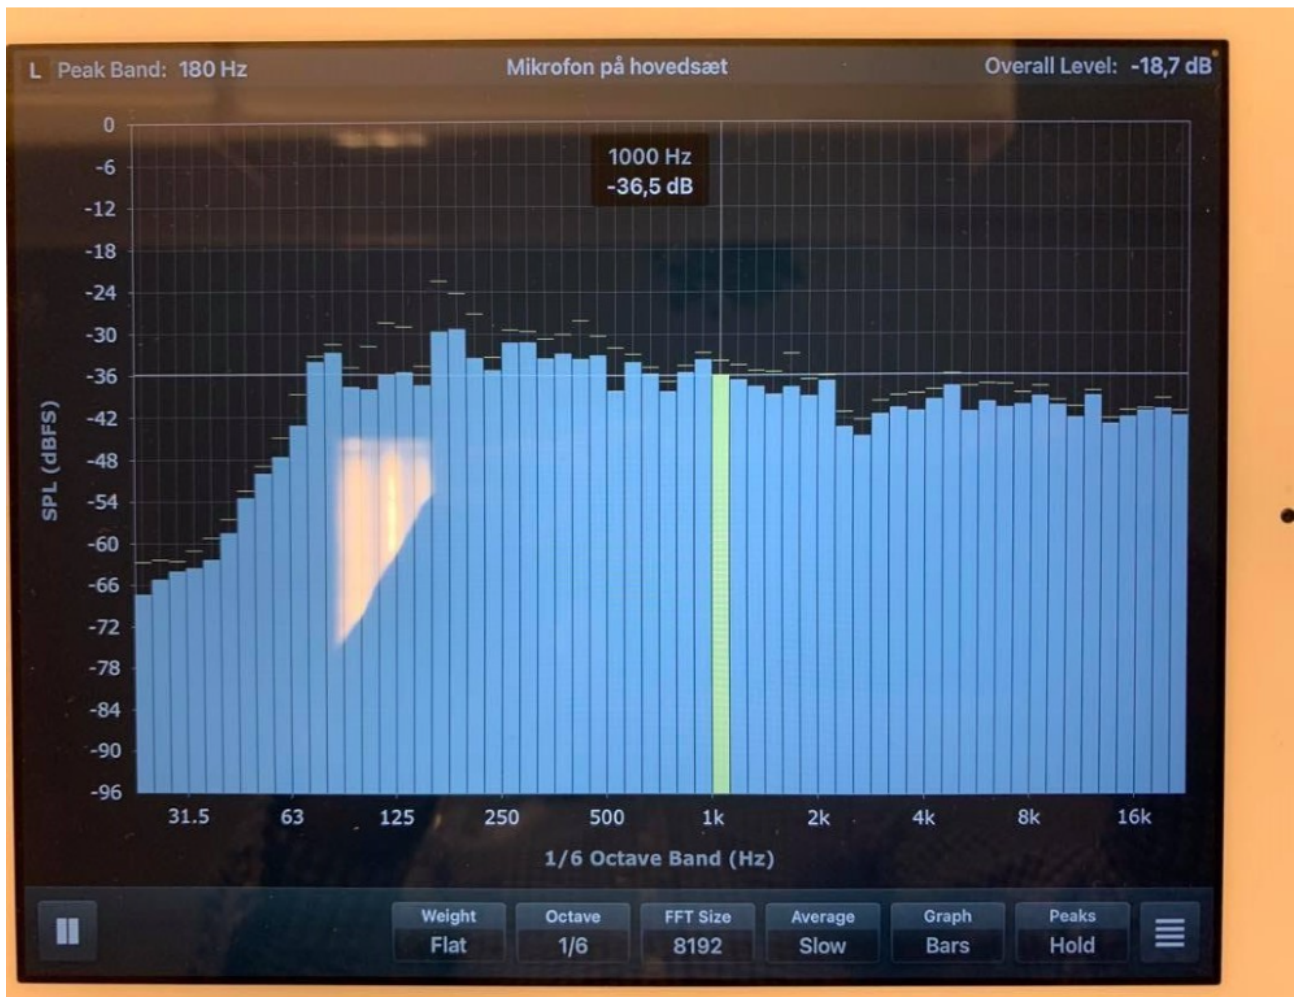 L Peak Band: 180 Hz Mikrofon på hovedsæt Overall Level: -18,7 dB
0
1000 Hz
-6
-36,5 dB
-12
-18
-24
-30
-36
-42
-48
-54
-60
-66
-72
-78
-84
-90
-96
SPL (dBFS)
31.5 63 125 250 500 1k 2k 4k 8k 16k
1/6 Octave Band (Hz)
Weight Octave FFT Size Average Graph Peaks
Flat 1/6 8192 Slow Bars Hold